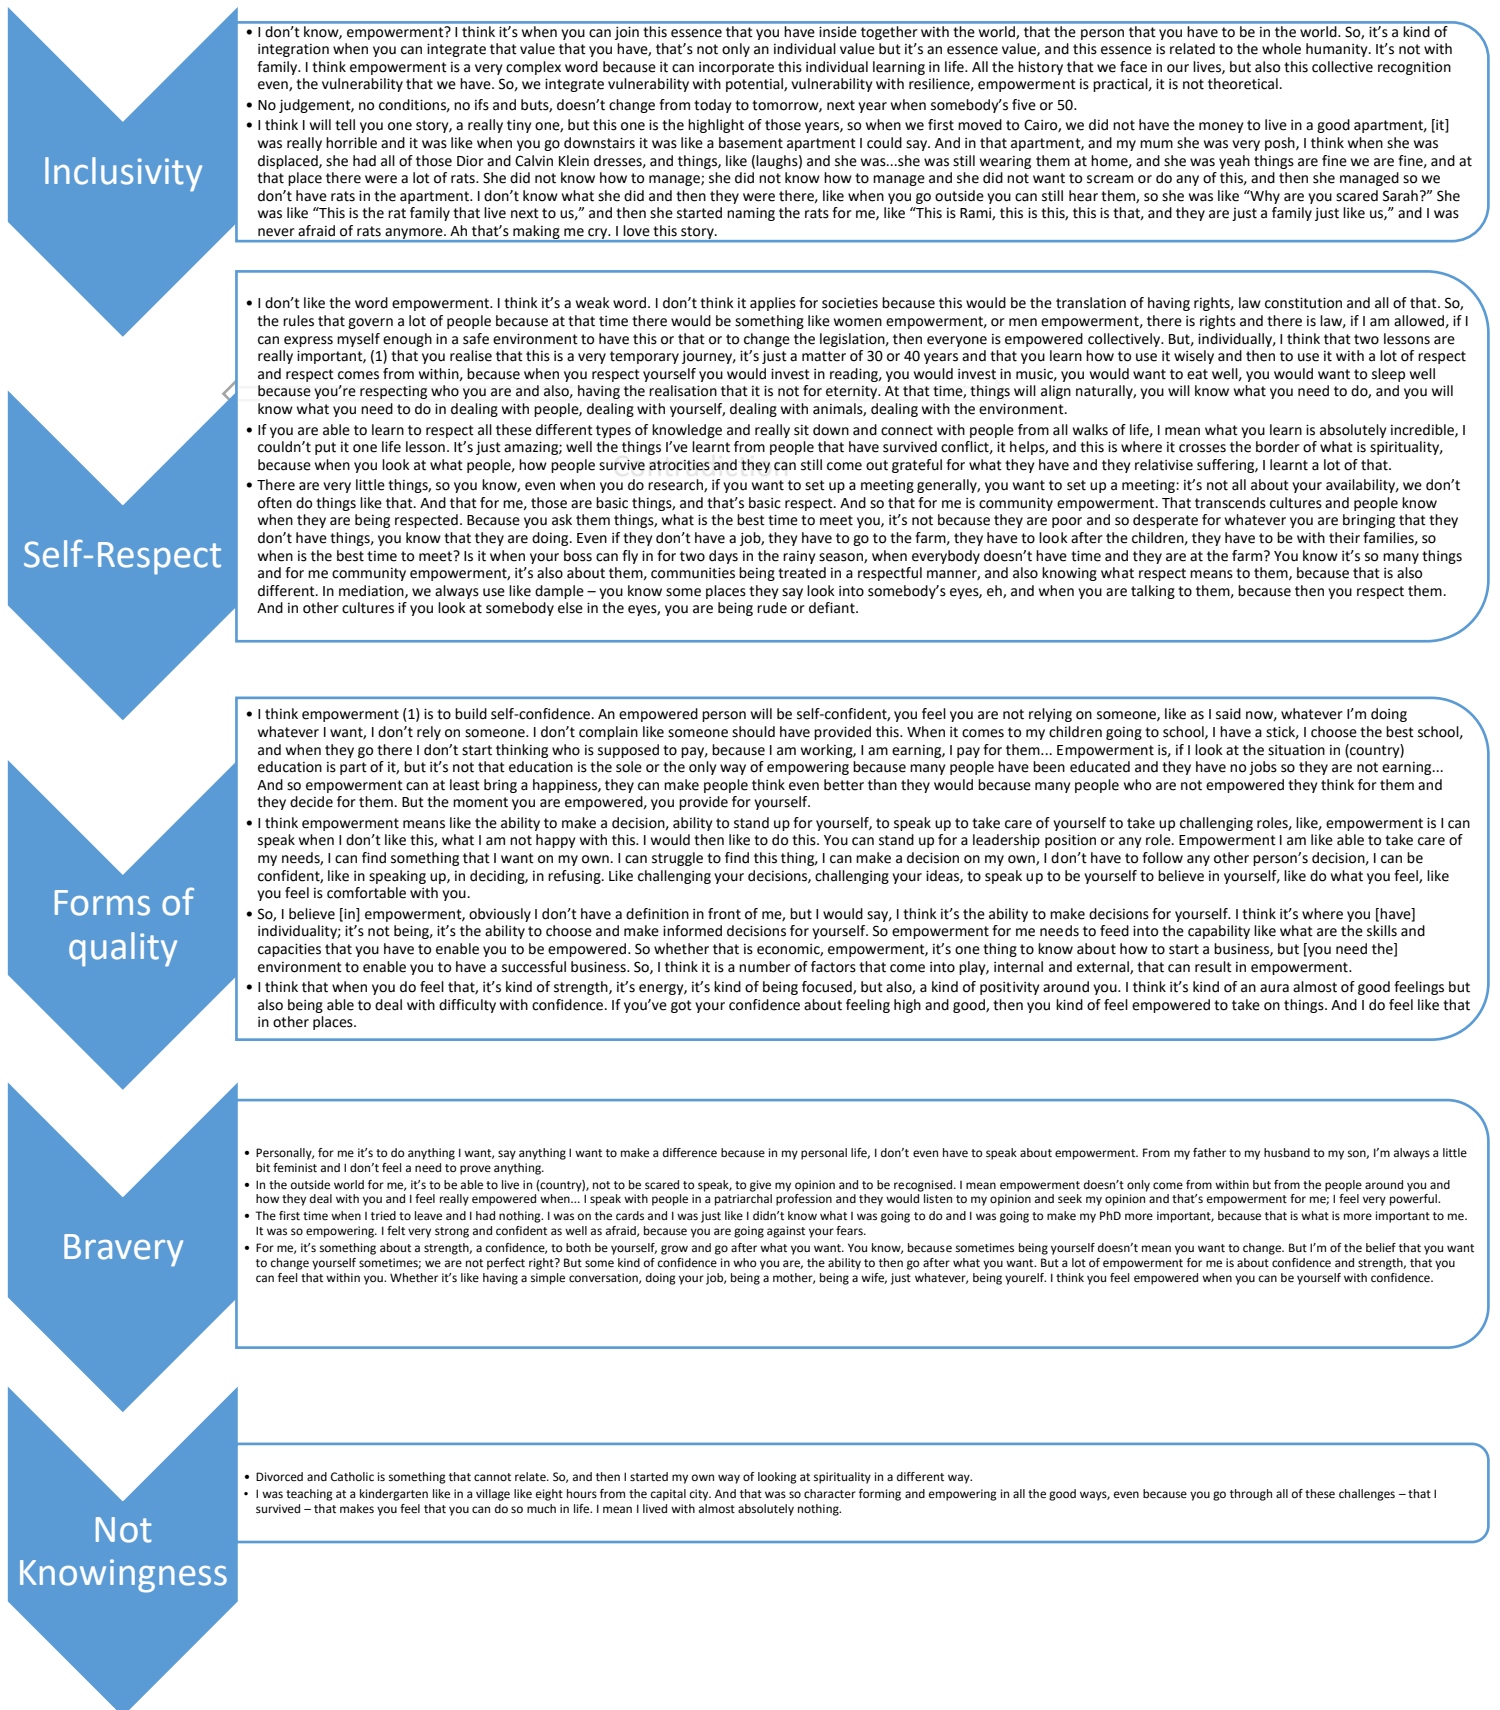 Inclusivity
• I don’t know, empowerment? I think it’s when you can join this essence that you have inside together with the world, that the person that you have to be in the world. So, it’s a kind of
integration when you can integrate that value that you have, that’s not only an individual value but it’s an essence value, and this essence is related to the whole humanity. It’s not with
family. I think empowerment is a very complex word because it can incorporate this individual learning in life. All the history that we face in our lives, but also this collective recognition
even, the vulnerability that we have. So, we integrate vulnerability with potential, vulnerability with resilience, empowerment is practical, it is not theoretical.
• No judgement, no conditions, no ifs and buts, doesn’t change from today to tomorrow, next year when somebody’s five or 50.
• I think I will tell you one story, a really tiny one, but this one is the highlight of those years, so when we first moved to Cairo, we did not have the money to live in a good apartment, [it]
was really horrible and it was like when you go downstairs it was like a basement apartment I could say. And in that apartment, and my mum she was very posh, I think when she was
displaced, she had all of those Dior and Calvin Klein dresses, and things, like (laughs) and she was...she was still wearing them at home, and she was yeah things are fine we are fine, and at
that place there were a lot of rats. She did not know how to manage; she did not know how to manage and she did not want to scream or do any of this, and then she managed so we
don’t have rats in the apartment. I don’t know what she did and then they were there, like when you go outside you can still hear them, so she was like “Why are you scared Sarah?” She
was like “This is the rat family that live next to us,” and then she started naming the rats for me, like “This is Rami, this is this, this is that, and they are just a family just like us,” and I was
never afraid of rats anymore. Ah that’s making me cry. I love this story.
Self-Respect
• I don’t like the word empowerment. I think it’s a weak word. I don’t think it applies for societies because this would be the translation of having rights, law constitution and all of that. So,
the rules that govern a lot of people because at that time there would be something like women empowerment, or men empowerment, there is rights and there is law, if I am allowed, if I
can express myself enough in a safe environment to have this or that or to change the legislation, then everyone is empowered collectively. But, individually, I think that two lessons are
really important, (1) that you realise that this is a very temporary journey, it’s just a matter of 30 or 40 years and that you learn how to use it wisely and then to use it with a lot of respect
and respect comes from within, because when you respect yourself you would invest in reading, you would invest in music, you would want to eat well, you would want to sleep well
because you’re respecting who you are and also, having the realisation that it is not for eternity. At that time, things will align naturally, you will know what you need to do, and you will
know what you need to do in dealing with people, dealing with yourself, dealing with animals, dealing with the environment.
• If you are able to learn to respect all these different types of knowledge and really sit down and connect with people from all walks of life, I mean what you learn is absolutely incredible, I
couldn’t put it one life lesson. It’s just amazing; well the things I’ve learnt from people that have survived conflict, it helps, and this is where it crosses the border of what is spirituality,
because when you look at what people, how people survive atrocities and they can still come out grateful for what they have and they relativise suffering, I learnt a lot of that.
Contradiction
• There are very little things, so you know, even when you do research, if you want to set up a meeting generally, you want to set up a meeting: it’s not all about your availability, we don’t
often do things like that. And that for me, those are basic things, and that’s basic respect. And so that for me is community empowerment. That transcends cultures and people know
when they are being respected. Because you ask them things, what is the best time to meet you, it’s not because they are poor and so desperate for whatever you are bringing that they
don’t have things, you know that they are doing. Even if they don’t have a job, they have to go to the farm, they have to look after the children, they have to be with their families, so
when is the best time to meet? Is it when your boss can fly in for two days in the rainy season, when everybody doesn’t have time and they are at the farm? You know it’s so many things
and for me community empowerment, it’s also about them, communities being treated in a respectful manner, and also knowing what respect means to them, because that is also
different. In mediation, we always use like dample – you know some places they say look into somebody’s eyes, eh, and when you are talking to them, because then you respect them.
And in other cultures if you look at somebody else in the eyes, you are being rude or defiant.
Forms of
quality
• I think empowerment (1) is to build self-confidence. An empowered person will be self-confident, you feel you are not relying on someone, like as I said now, whatever I’m doing
whatever I want, I don’t rely on someone. I don’t complain like someone should have provided this. When it comes to my children going to school, I have a stick, I choose the best school,
and when they go there I don’t start thinking who is supposed to pay, because I am working, I am earning, I pay for them... Empowerment is, if I look at the situation in (country)
education is part of it, but it’s not that education is the sole or the only way of empowering because many people have been educated and they have no jobs so they are not earning...
And so empowerment can at least bring a happiness, they can make people think even better than they would because many people who are not empowered they think for them and
they decide for them. But the moment you are empowered, you provide for yourself.
• I think empowerment means like the ability to make a decision, ability to stand up for yourself, to speak up to take care of yourself to take up challenging roles, like, empowerment is I can
speak when I don’t like this, what I am not happy with this. I would then like to do this. You can stand up for a leadership position or any role. Empowerment I am like able to take care of
my needs, I can find something that I want on my own. I can struggle to find this thing, I can make a decision on my own, I don’t have to follow any other person’s decision, I can be
confident, like in speaking up, in deciding, in refusing. Like challenging your decisions, challenging your ideas, to speak up to be yourself to believe in yourself, like do what you feel, like
you feel is comfortable with you.
• So, I believe [in] empowerment, obviously I don’t have a definition in front of me, but I would say, I think it’s the ability to make decisions for yourself. I think it’s where you [have]
individuality; it’s not being, it’s the ability to choose and make informed decisions for yourself. So empowerment for me needs to feed into the capability like what are the skills and
capacities that you have to enable you to be empowered. So whether that is economic, empowerment, it’s one thing to know about how to start a business, but [you need the]
environment to enable you to have a successful business. So, I think it is a number of factors that come into play, internal and external, that can result in empowerment.
• I think that when you do feel that, it’s kind of strength, it’s energy, it’s kind of being focused, but also, a kind of positivity around you. I think it’s kind of an aura almost of good feelings but
also being able to deal with difficulty with confidence. If you’ve got your confidence about feeling high and good, then you kind of feel empowered to take on things. And I do feel like that
in other places.
Bravery
• Personally, for me it’s to do anything I want, say anything I want to make a difference because in my personal life, I don’t even have to speak about empowerment. From my father to my husband to my son, I’m always a little
bit feminist and I don’t feel a need to prove anything.
• In the outside world for me, it’s to be able to live in (country), not to be scared to speak, to give my opinion and to be recognised. I mean empowerment doesn’t only come from within but from the people around you and
how they deal with you and I feel really empowered when... I speak with people in a patriarchal profession and they would listen to my opinion and seek my opinion and that’s empowerment for me; I feel very powerful.
• The first time when I tried to leave and I had nothing. I was on the cards and I was just like I didn’t know what I was going to do and I was going to make my PhD more important, because that is what is more important to me.
It was so empowering. I felt very strong and confident as well as afraid, because you are going against your fears.
• For me, it’s something about a strength, a confidence, to both be yourself, grow and go after what you want. You know, because sometimes being yourself doesn’t mean you want to change. But I’m of the belief that you want
to change yourself sometimes; we are not perfect right? But some kind of confidence in who you are, the ability to then go after what you want. But a lot of empowerment for me is about confidence and strength, that you
can feel that within you. Whether it’s like having a simple conversation, doing your job, being a mother, being a wife, just whatever, being yourelf. I think you feel empowered when you can be yourself with confidence.
Not
Knowingness
• Divorced and Catholic is something that cannot relate. So, and then I started my own way of looking at spirituality in a different way.
• I was teaching at a kindergarten like in a village like eight hours from the capital city. And that was so character forming and empowering in all the good ways, even because you go through all of these challenges – that I
survived – that makes you feel that you can do so much in life. I mean I lived with almost absolutely nothing.